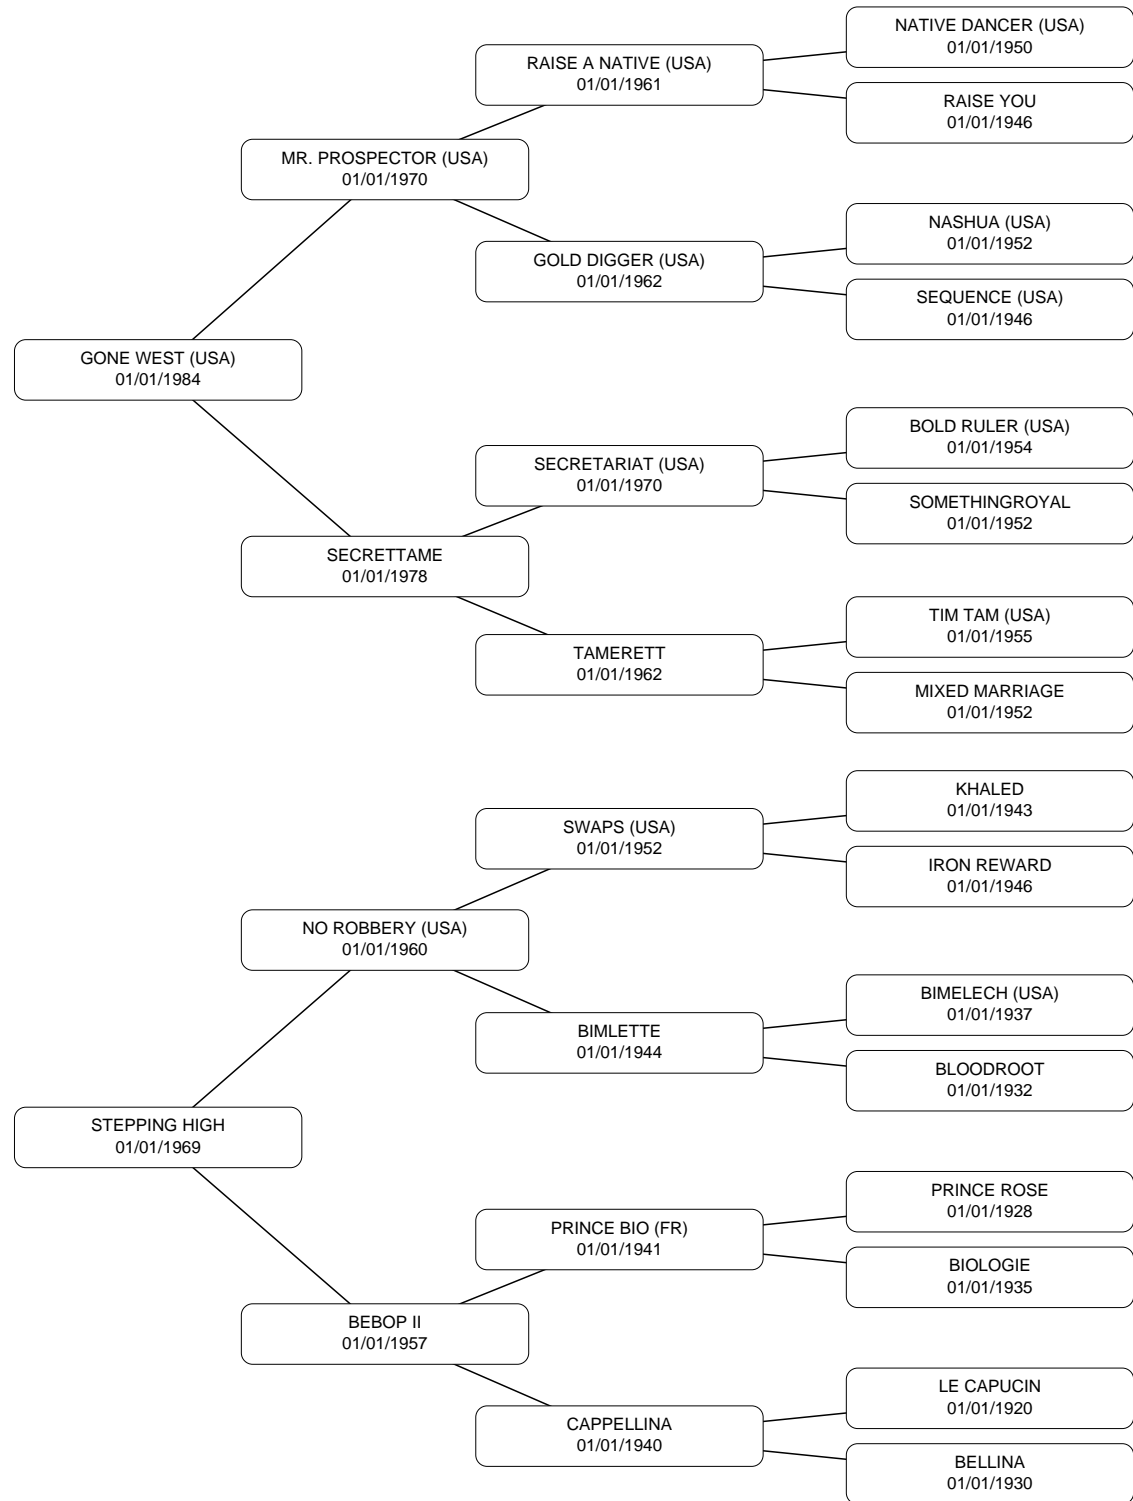 NATIVE DANCER (USA)
01/01/1950
RAISE A NATIVE (USA)
01/01/1961
RAISE YOU
01/01/1946
MR. PROSPECTOR (USA)
01/01/1970
NASHUA (USA)
01/01/1952
GOLD DIGGER (USA)
01/01/1962
SEQUENCE (USA)
01/01/1946
GONE WEST (USA)
01/01/1984
BOLD RULER (USA)
01/01/1954
SECRETARIAT (USA)
01/01/1970
SOMETHINGROYAL
01/01/1952
SECRETTAME
01/01/1978
TIM TAM (USA)
01/01/1955
TAMERETT
01/01/1962
MIXED MARRIAGE
01/01/1952
KHALED
01/01/1943
SWAPS (USA)
01/01/1952
IRON REWARD
01/01/1946
NO ROBBERY (USA)
01/01/1960
BIMELECH (USA)
01/01/1937
BIMLETTE
01/01/1944
BLOODROOT
01/01/1932
STEPPING HIGH
01/01/1969
PRINCE ROSE
01/01/1928
PRINCE BIO (FR)
01/01/1941
BIOLOGIE
01/01/1935
BEBOP II
01/01/1957
LE CAPUCIN
01/01/1920
CAPPELLINA
01/01/1940
BELLINA
01/01/1930